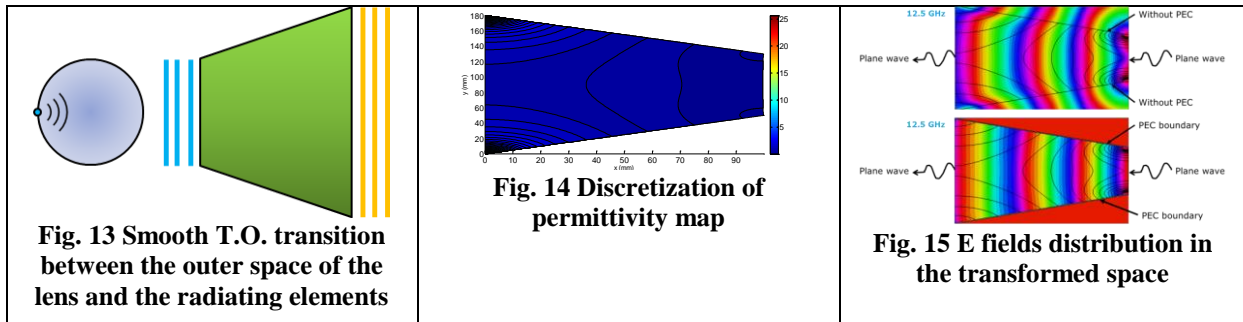 Fig. 13 Smooth T.O. transition
between the outer space of the
lens and the radiating elements
180
160
140
120
100
80
60
40
20
0
y (mm)
0 10 20 30 40 50 60 70 80 90
x (mm)
25
20
15
10
5
Fig. 14 Discretization of
permittivity map
12.5 GHz
Without PEC
Plane wave
Plane wave
Without PEC
12.5 GHz
PEC boundary
Plane wave
Plane wave
PEC boundary
Fig. 15 E fields distribution in
the transformed space